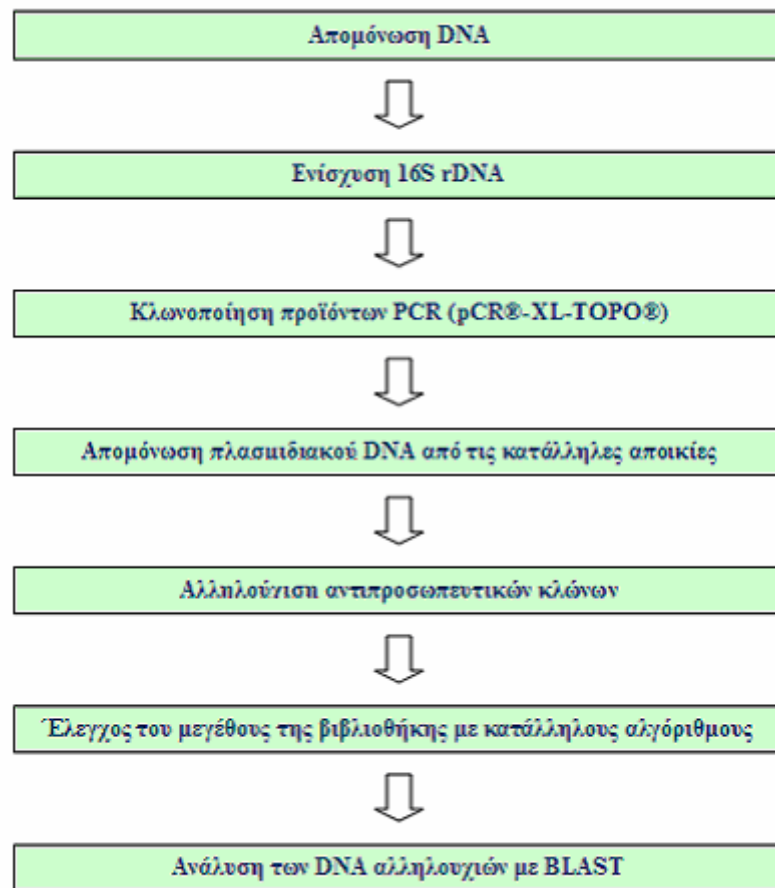 Απομόνωση DNA
Ενίσχυση 16S rDNA
Κλωνοποίηση προϊόντων PCR (pCR®-XL-TOPO®)
Απομόνωση πλασμιδιακού DNA από τις κατάλληλες αποικίες
Αλληλούχιση αντιπροσωπευτικών κλώνων
Έλεγχος του μεγέθους της βιβλιοθήκης με κατάλληλους αλγόριθμους
Ανάλυση των DNA αλληλουχιών με BLAST